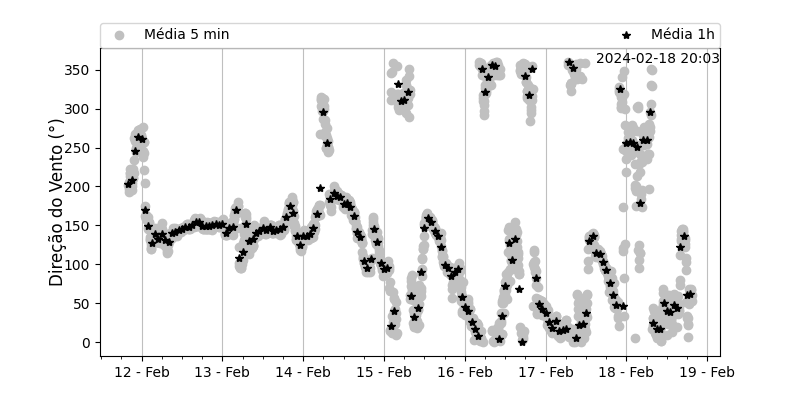 Média 5 min
Média 1h
2024-02-18 20:03
Direção do Vento (°)
350
300
250
200
150
100
50
0
12 - Feb
13 - Feb
14 - Feb
15 - Feb
16 - Feb
17 - Feb
18 - Feb
19 - Feb